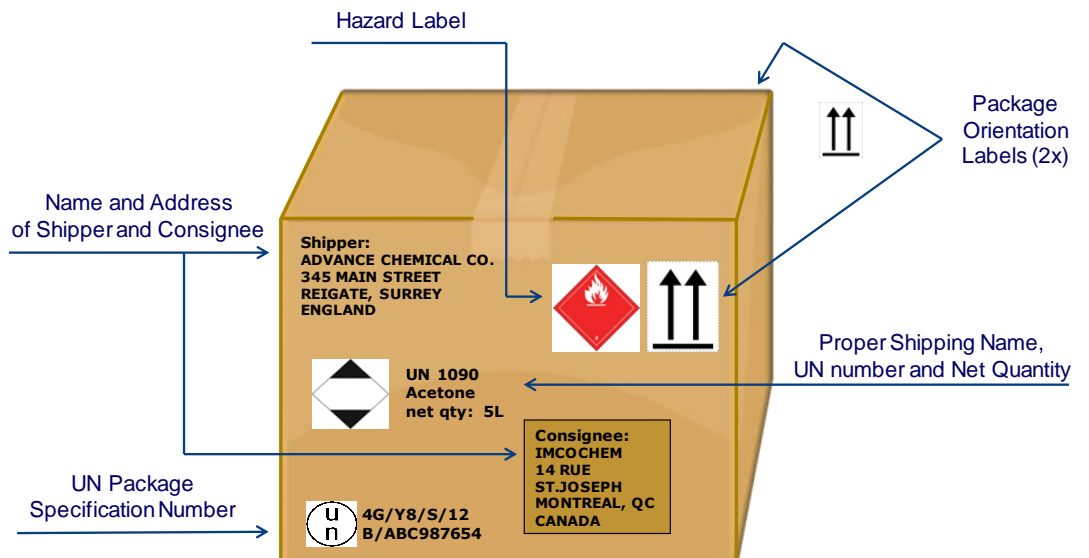 Hazard Label
Package
Orientation
Labels (2x)
Name and Address
of Shipper and Consignee
Shipper:
ADVANCE CHEMICAL CO.
345 MAIN STREET
REIGATE, SURREY
ENGLAND
3
Proper Shipping Name,
UN number and Net Quantity
UN 1090
Acetone
net qty: 5L
Consignee:
IMCOCHEM
14 RUE
ST.JOSEPH
MONTREAL, QC
CANADA
UN Package
Specification Number
u
n
4G/Y8/S/12
B/ABC987654